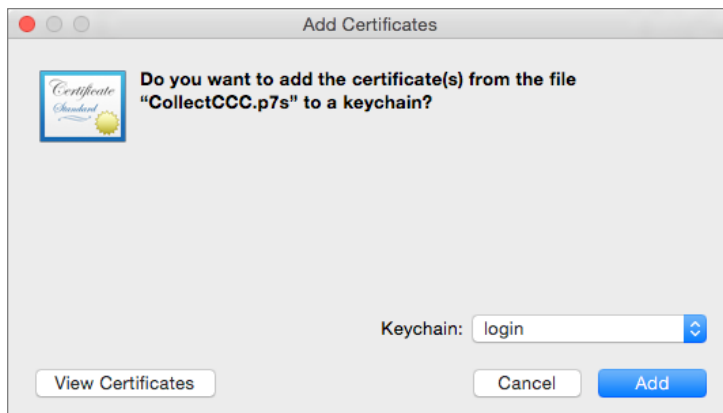 Add Certificates
Certificate
Standard
Do you want to add the certificate(s) from the file
“CollectCCC.p7s” to a keychain?
Keychain: login
View Certificates Cancel Add